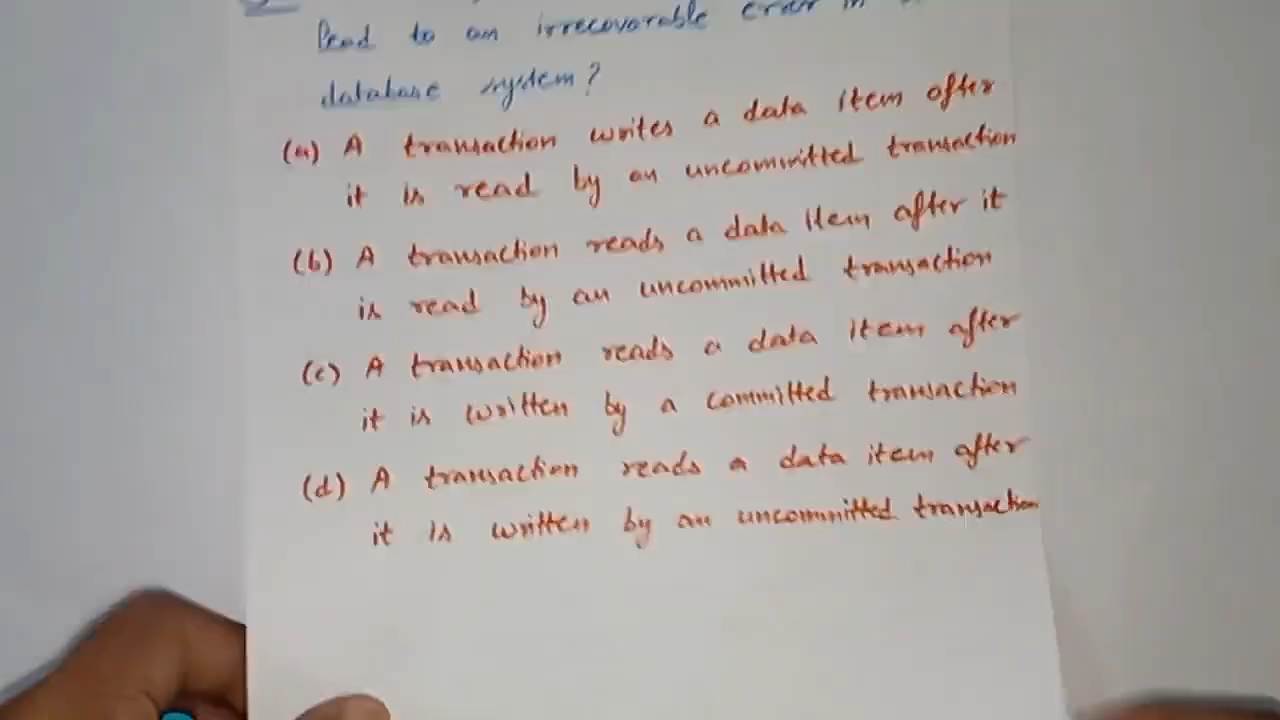 lead to an irrecoverable error in
database system?
(a) A transaction writes a data item after
it is read by an uncommitted transaction
(b) A transaction reads a data item after it
is read by an uncommitted transaction
(c) A transaction reads a data item after
it is written by a committed transaction
(d) A transaction reads a data item after
it is written by an uncommitted transaction